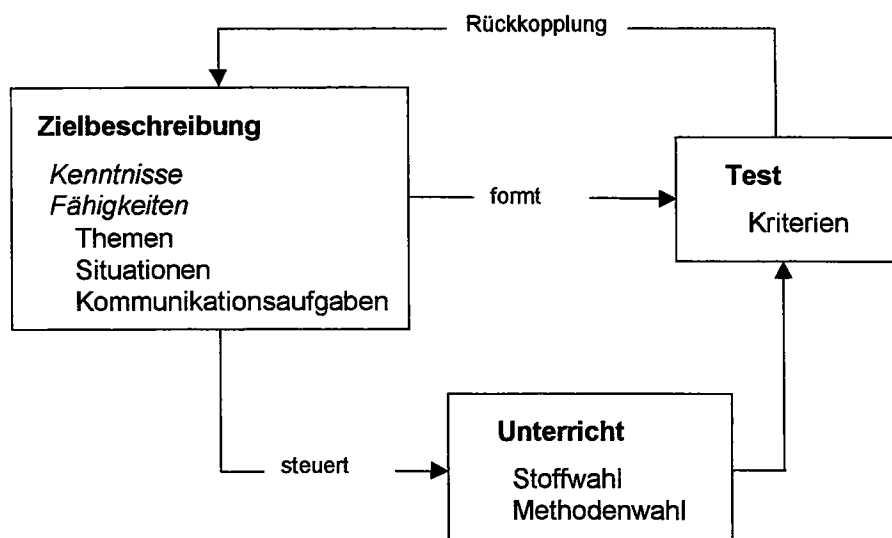 Rückkopplung
Zielbeschreibung
Kenntnisse
Fähigkeiten
Themen
Situationen
Kommunikationsaufgaben
formt
Test
Kriterien
steuert
Unterricht
Stoffwahl
Methodenwahl